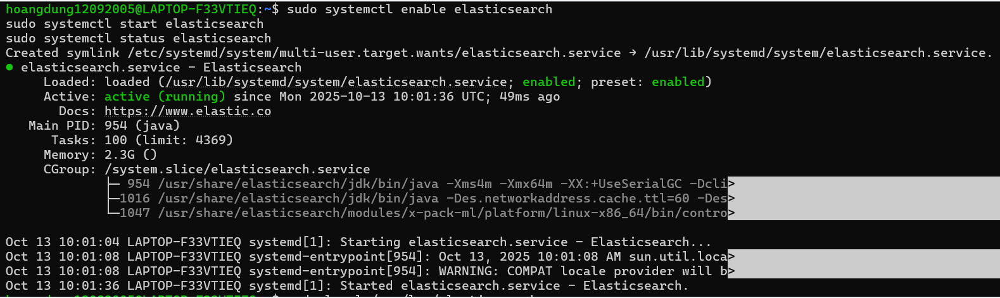 hoangdung12092005@LAPTOP-F33VTIEQ:~$ sudo systemctl enable elasticsearch
sudo systemctl start elasticsearch
sudo systemctl status elasticsearch
Created symlink /etc/systemd/system/multi-user.target.wants/elasticsearch.service → /usr/lib/systemd/system/elasticsearch.service.
● elasticsearch.service - Elasticsearch
Loaded: loaded (/usr/lib/systemd/system/elasticsearch.service; enabled; preset: enabled)
Active: active (running) since Mon 2025-10-13 10:01:36 UTC; 49ms ago
Docs: https://www.elastic.co
Main PID: 954 (java)
Tasks: 100 (limit: 4369)
Memory: 2.3G ()
CGroup: /system.slice/elasticsearch.service
├─ 954 /usr/share/elasticsearch/jdk/bin/java -Xms4m -Xmx64m -XX:+UseSerialGC -Dcli>
├─1016 /usr/share/elasticsearch/jdk/bin/java -Des.networkaddress.cache.ttl=60 -Des>
└─1047 /usr/share/elasticsearch/modules/x-pack-ml/platform/linux-x86_64/bin/contro>
Oct 13 10:01:04 LAPTOP-F33VTIEQ systemd[1]: Starting elasticsearch.service - Elasticsearch...
Oct 13 10:01:08 LAPTOP-F33VTIEQ systemd-entrypoint[954]: Oct 13, 2025 10:01:08 AM sun.util.loca>
Oct 13 10:01:08 LAPTOP-F33VTIEQ systemd-entrypoint[954]: WARNING: COMPAT locale provider will b>
Oct 13 10:01:36 LAPTOP-F33VTIEQ systemd[1]: Started elasticsearch.service - Elasticsearch.